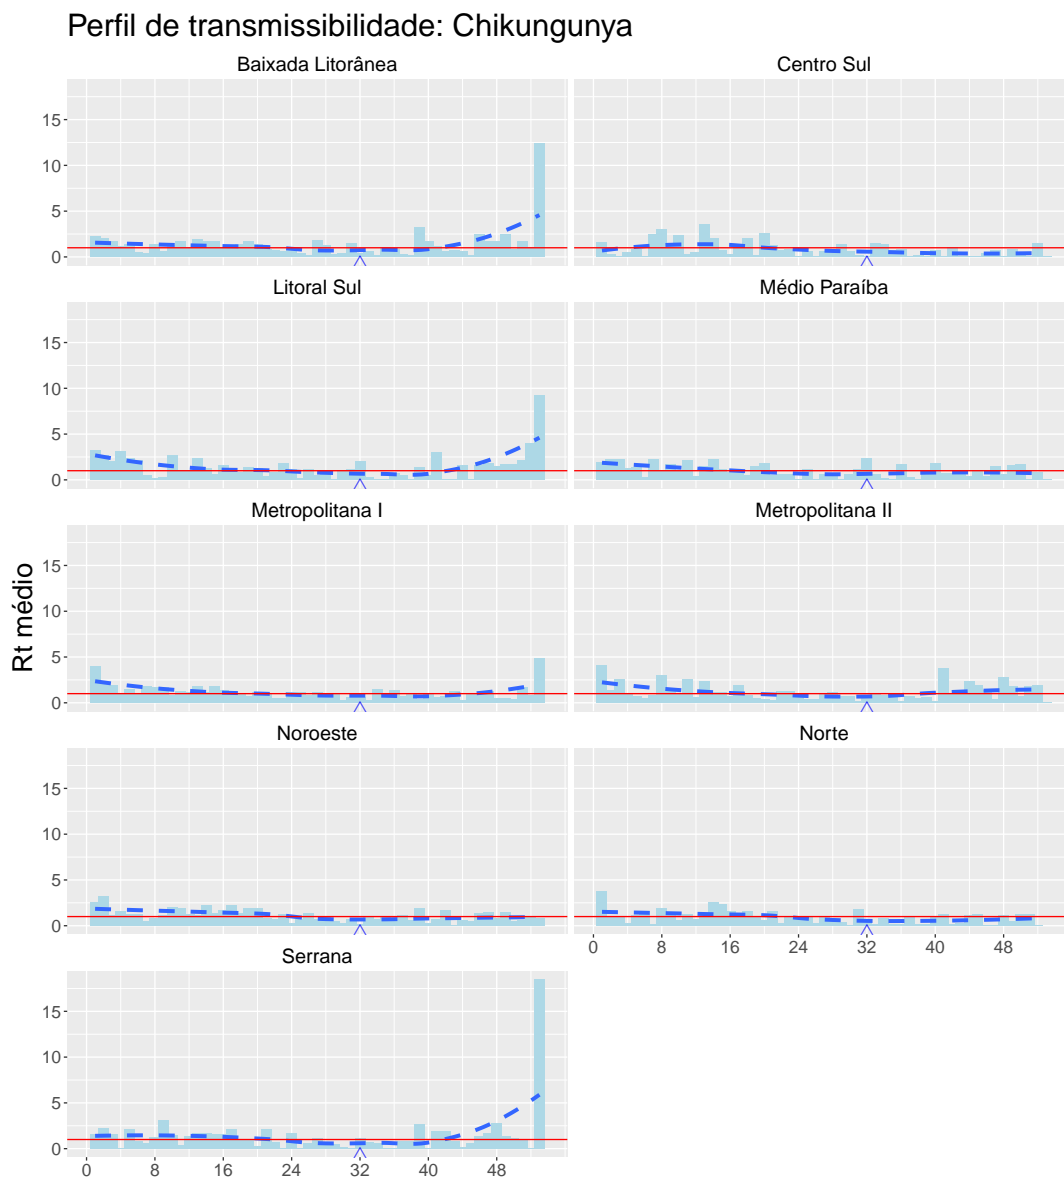 Perfil de transmissibilidade: Chikungunya
Baixada Litorânea
Centro Sul
15
10
5
0
Litoral Sul
Médio Paraíba
15
10
5
0
Metropolitana I
Metropolitana II
15
10
5
0
Rt médio
Noroeste
Norte
15
10
5
0
0 8 16 24 32 40 48
Serrana
15
10
5
0
0 8 16 24 32 40 48